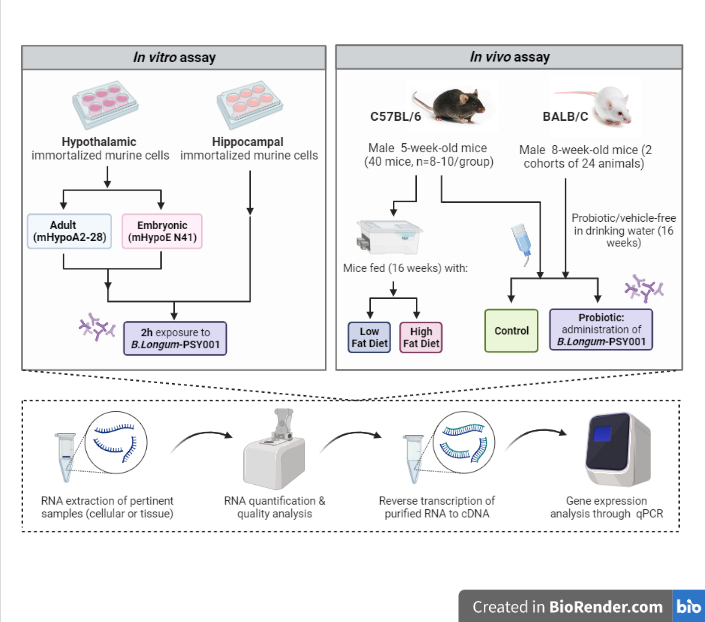 In vitro assay
Hypothalamic
immortalized murine cells
Hippocampal
immortalized murine cells
Adult
(mHypoA2-28)
Embryonic
(mHypoE N41)
2h exposure to
B.Longum-PSY001
In vivo assay
C57BL/6
Male 5-week-old mice
(40 mice, n=8-10/group)
BALB/C
Male 8-week-old mice (2
cohorts of 24 animals)
Mice fed (16 weeks) with:
Low
Fat Diet
High
Fat Diet
Probiotic/vehicle-free
in drinking water (16
weeks)
Control
Probiotic:
administration of
B.Longum-PSY001
RNA extraction of pertinent
samples (cellular or tissue)
RNA quantification &
quality analysis
Reverse transcription of
purified RNA to cDNA
Gene expression
analysis through qPCR
Created in BioRender.com bio